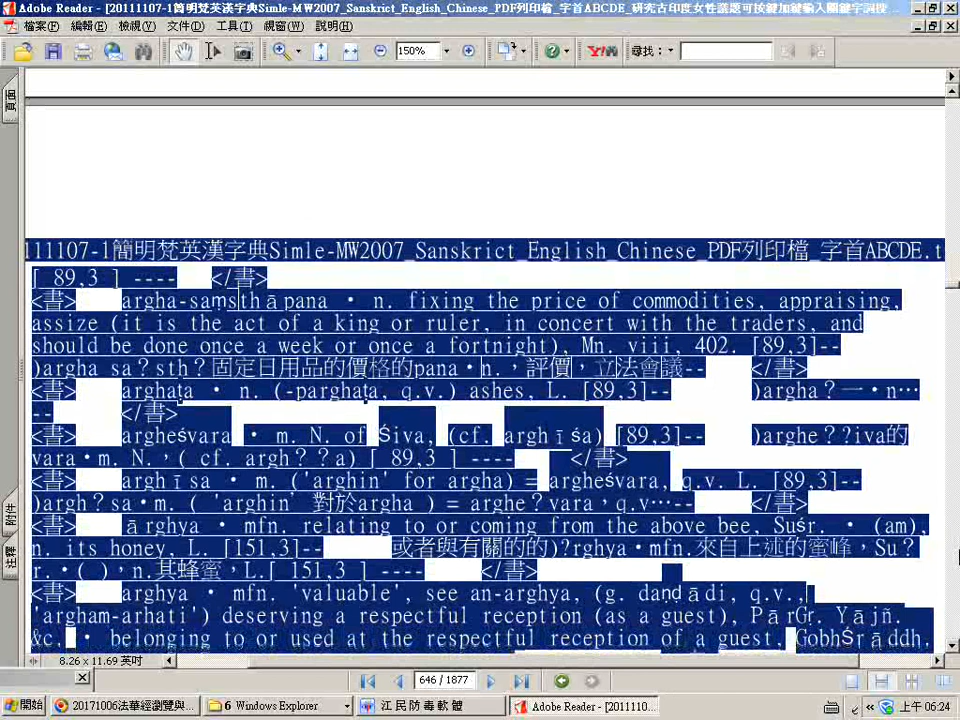 Adobe Reader - [20111107-1簡明梵英漢字典Simle-MW2007_Sanskrict_English_Chinese_PDF列印檔_字首ABCDE_研究古印度女性議題可按鍵加鍵輸入關鍵字詞搜
檔案(F) 編輯(E) 檢視(V) 文件(D) 工具(T) 視窗(W) 說明(H)
150% Y! 尋找:
頁面
111107-1簡明梵英漢字典Simle-MW2007_Sanskrict_English_Chinese_PDF列印檔_字首ABCDE.t
[ 89,3 ] ---- </書>
<書> argha-saṃsthāpana · n. fixing the price of commodities, appraising,
assize (it is the act of a king or ruler, in concert with the traders, and
should be done once a week or once a fortnight), Mn. viii, 402. [89,3]--
)argha sa?sth?固定日用品的價格的pana·n.,評價,立法會議-- </書>
<書> arghaṭa · n. (-parghaṭa, q.v.) ashes, L. [89,3]-- )argha?一·n…
-- </書>
<書> argheśvara · m. N. of Śiva, (cf. arghīśa) [89,3]-- )arghe??iva的
vara·m. N.,( cf. argh??a) [ 89,3 ] ---- </書>
<書> arghīśa · m. ('arghin' for argha) = argheśvara, q.v. L. [89,3]--
)argh?sa·m. ( 'arghin' 對於argha ) = arghe?vara,q.v…-- </書>
<書> ārghya · mfn. relating to or coming from the above bee, Suśr. · (am),
n. its honey, L. [151,3]-- 或者與有關的的)?rghya·mfn.來自上述的蜜峰,Su?
r.·( ),n.其蜂蜜,L.[ 151,3 ] ---- </書>
<書> arghya · mfn. 'valuable', see an-arghya, (g. daṇḍādi, q.v.,
'argham-arhati') deserving a respectful reception (as a guest), PārGr. Yājñ.
&c. · belonging to or used at the respectful reception of a guest, GobhŚrāddh.
附件
注釋
8.26 x 11.69 英吋
646 / 1877
開始 20171006法華經瀏覽與... 6 Windows Explorer 江民防毒軟體 Adobe Reader - [2011110... 上午 06:24